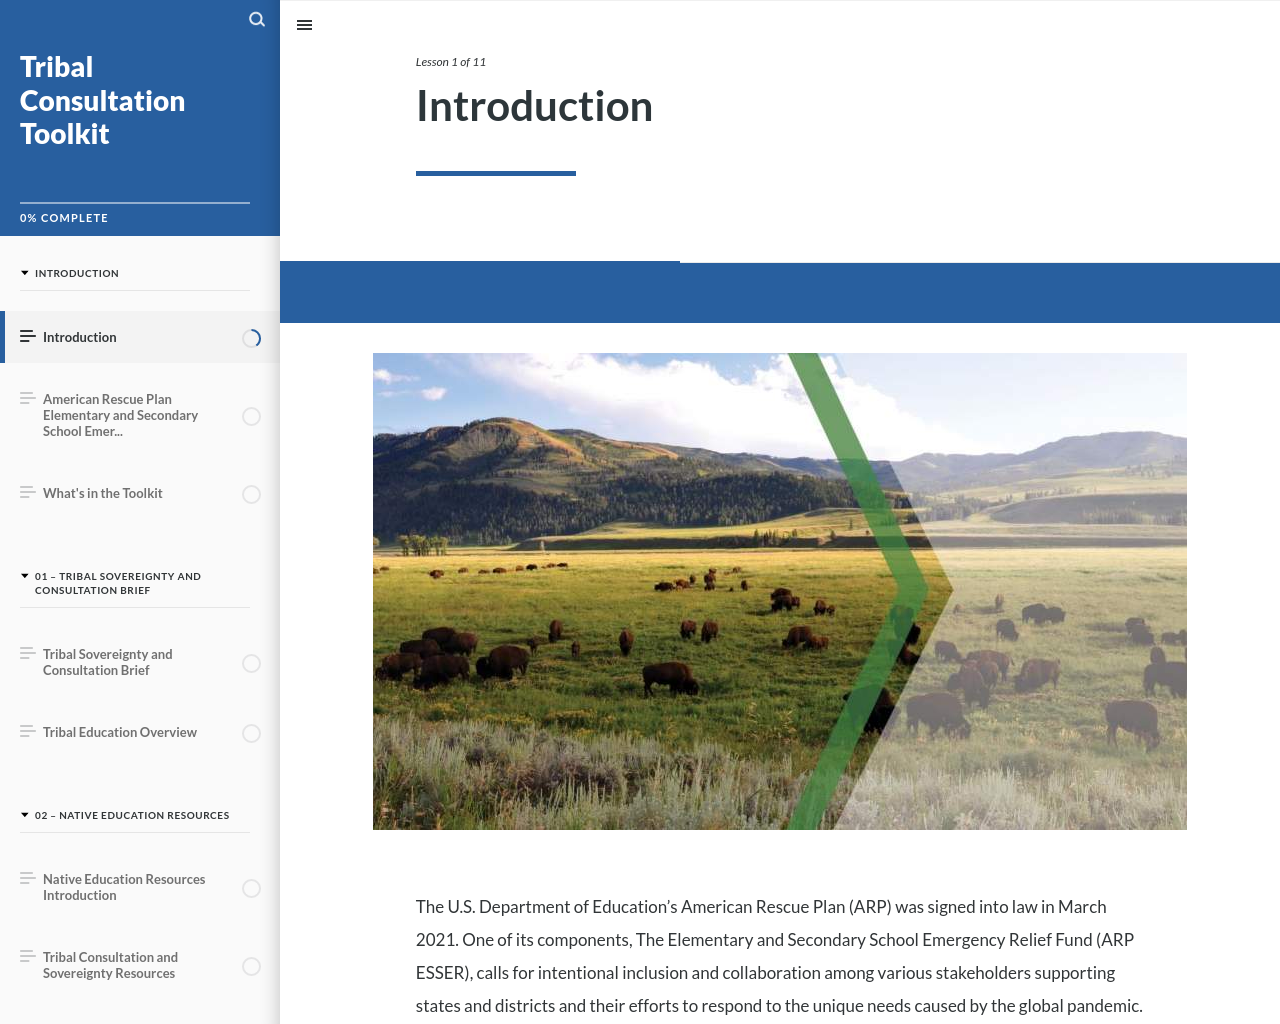 Tribal
Consultation
Toolkit
0% COMPLETE
INTRODUCTION
Introduction
American Rescue Plan
Elementary and Secondary
School Emer...
What's in the Toolkit
01 – TRIBAL SOVEREIGNTY AND
CONSULTATION BRIEF
Tribal Sovereignty and
Consultation Brief
Tribal Education Overview
02 – NATIVE EDUCATION RESOURCES
Native Education Resources
Introduction
Tribal Consultation and
Sovereignty Resources
Lesson 1 of 11
Introduction
The U.S. Department of Education’s American Rescue Plan (ARP) was signed into law in March
2021. One of its components, The Elementary and Secondary School Emergency Relief Fund (ARP
ESSER), calls for intentional inclusion and collaboration among various stakeholders supporting
states and districts and their efforts to respond to the unique needs caused by the global pandemic.